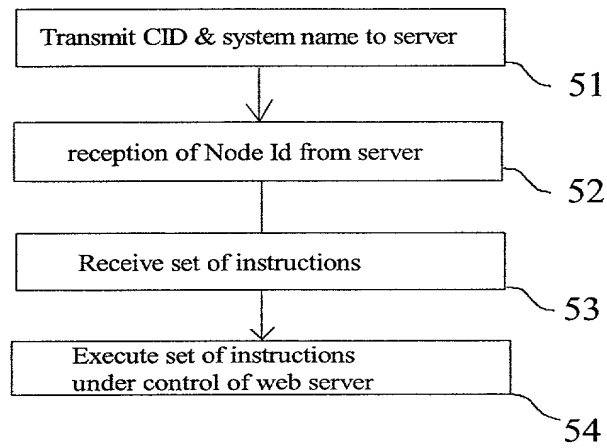 Transmit CID & system name to server
51
reception of Node Id from server
52
Receive set of instructions
53
Execute set of instructions
under control of web server
54